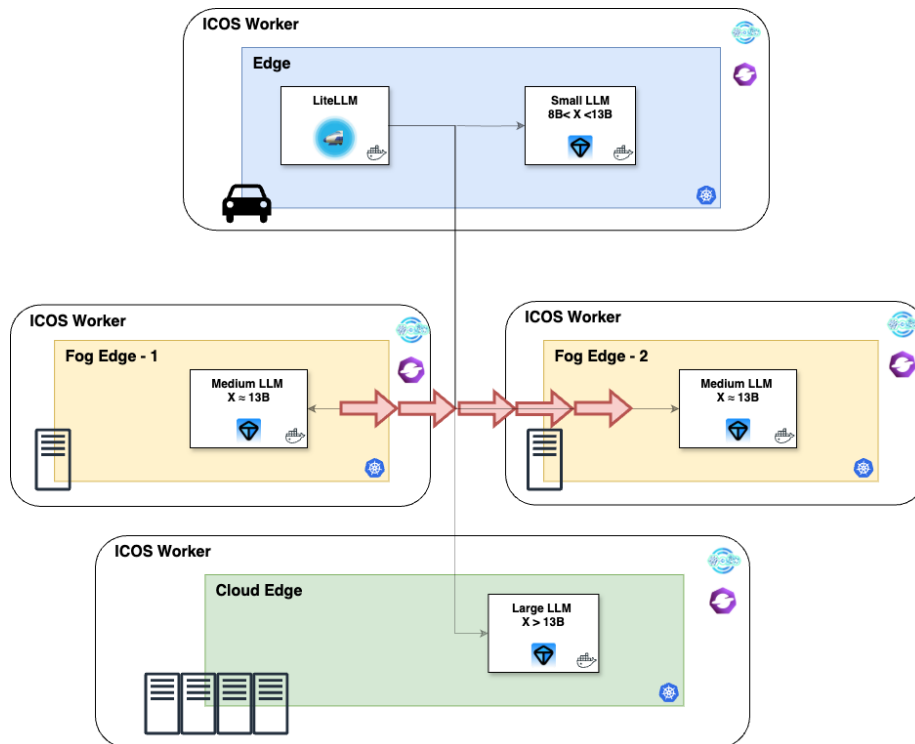 ICOS Worker
Edge
LiteLLM
Small LLM
8B< X <13B
ICOS Worker
Fog Edge - 1
Medium LLM
X ≈ 13B
ICOS Worker
Fog Edge - 2
Medium LLM
X ≈ 13B
ICOS Worker
Cloud Edge
Large LLM
X > 13B